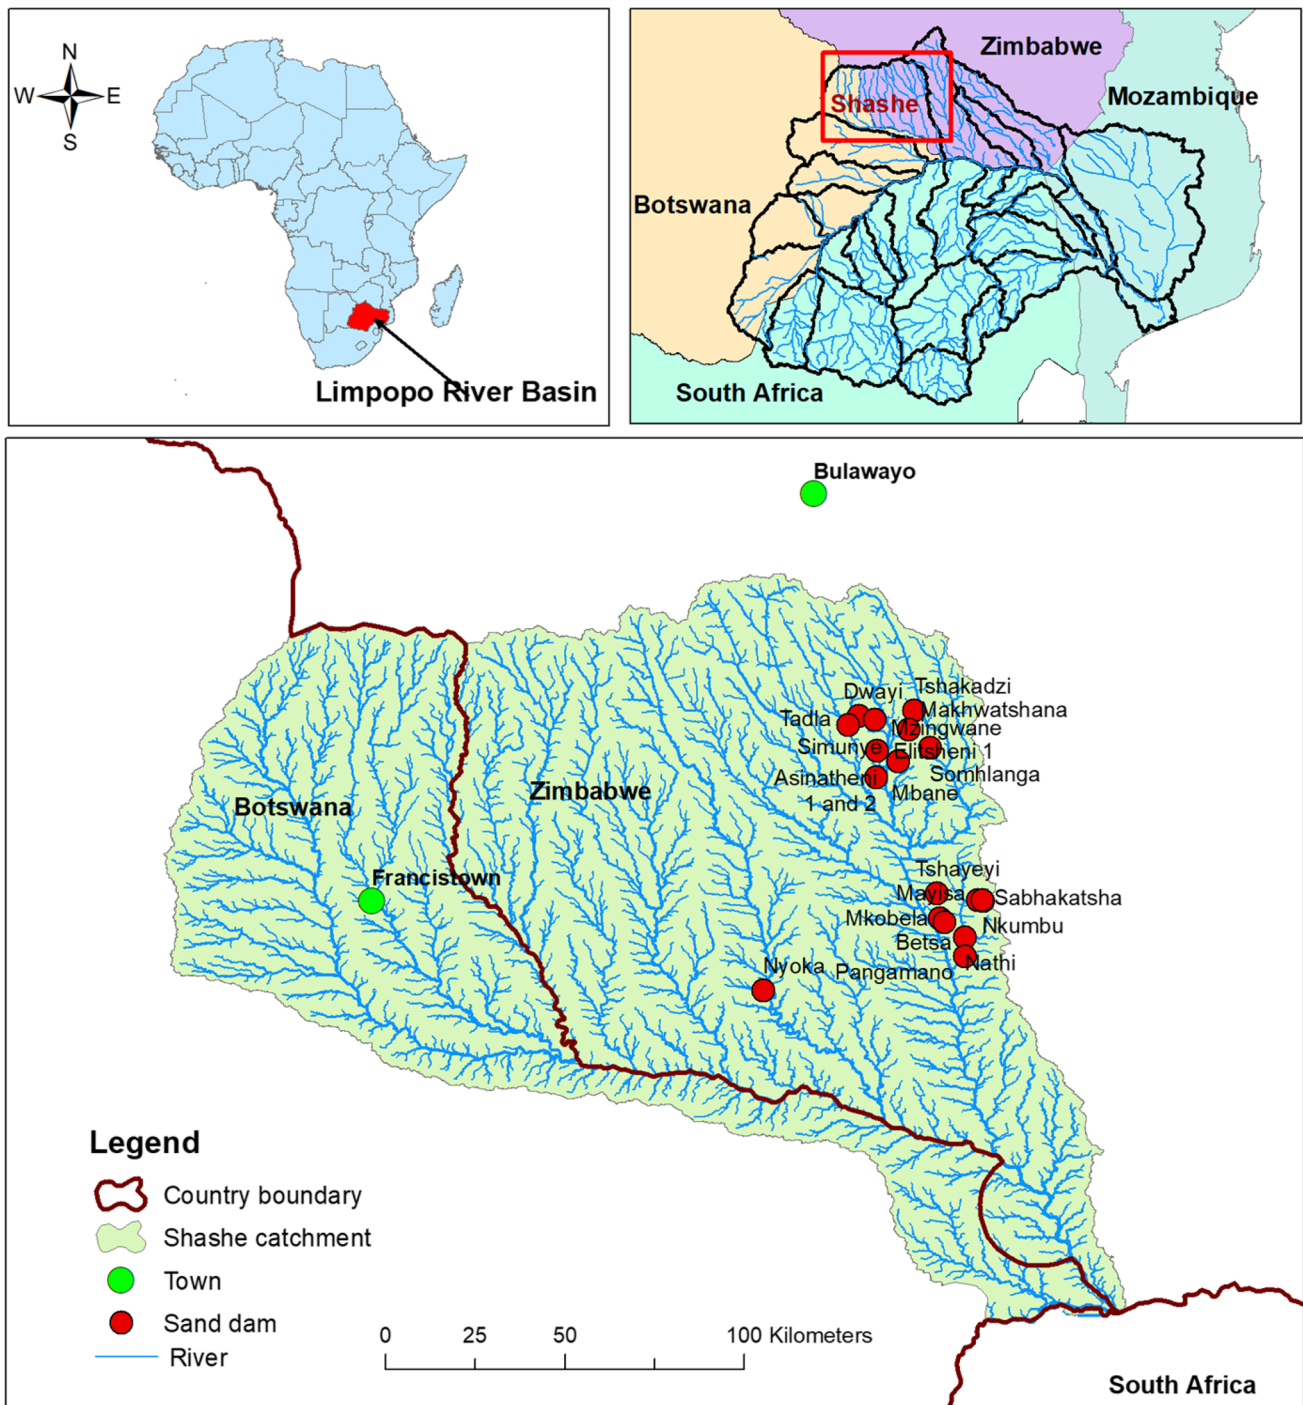 N
W
E
S
Limpopo River Basin
Zimbabwe
Mozambique
Shashe
Botswana
South Africa
Bulawayo
Tshakadzi
Dwayi
Makhwatshana
Tadla
Mzingwane
Simunye
Elitsheni 1
Somhlanga
Asinatheni
1 and 2
Mbane
Zimbabwe
Botswana
Francistown
Tshayeyi
Mavisa
Sabhakatsha
Mkobela
Nkumbu
Betsa
Nathi
Nyoka
Pangamano
Legend
Country boundary
Shashe catchment
Town
Sand dam
River
0 25 50 100 Kilometers
South Africa